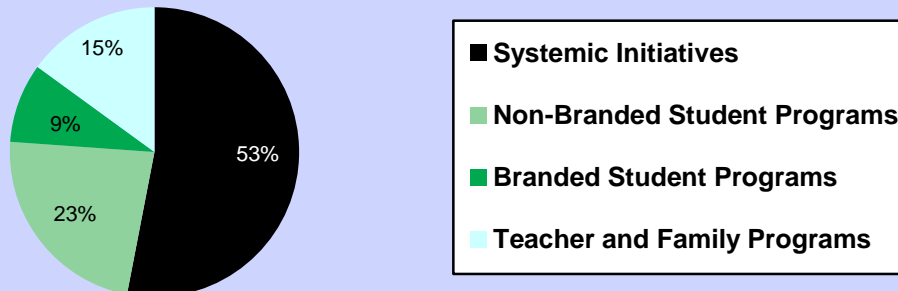 15%
9%
53%
23%
Systemic Initiatives
Non-Branded Student Programs
Branded Student Programs
Teacher and Family Programs